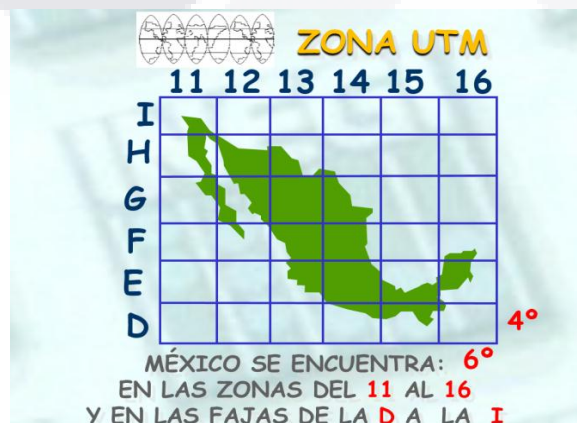 ZONA UTM
11 12 13 14 15 16
I
H
G
F
E
D
4°
MÉXICO SE ENCUENTRA: 6°
EN LAS ZONAS DEL 11 AL 16
Y EN LAS FAJAS DE LA D A LA I